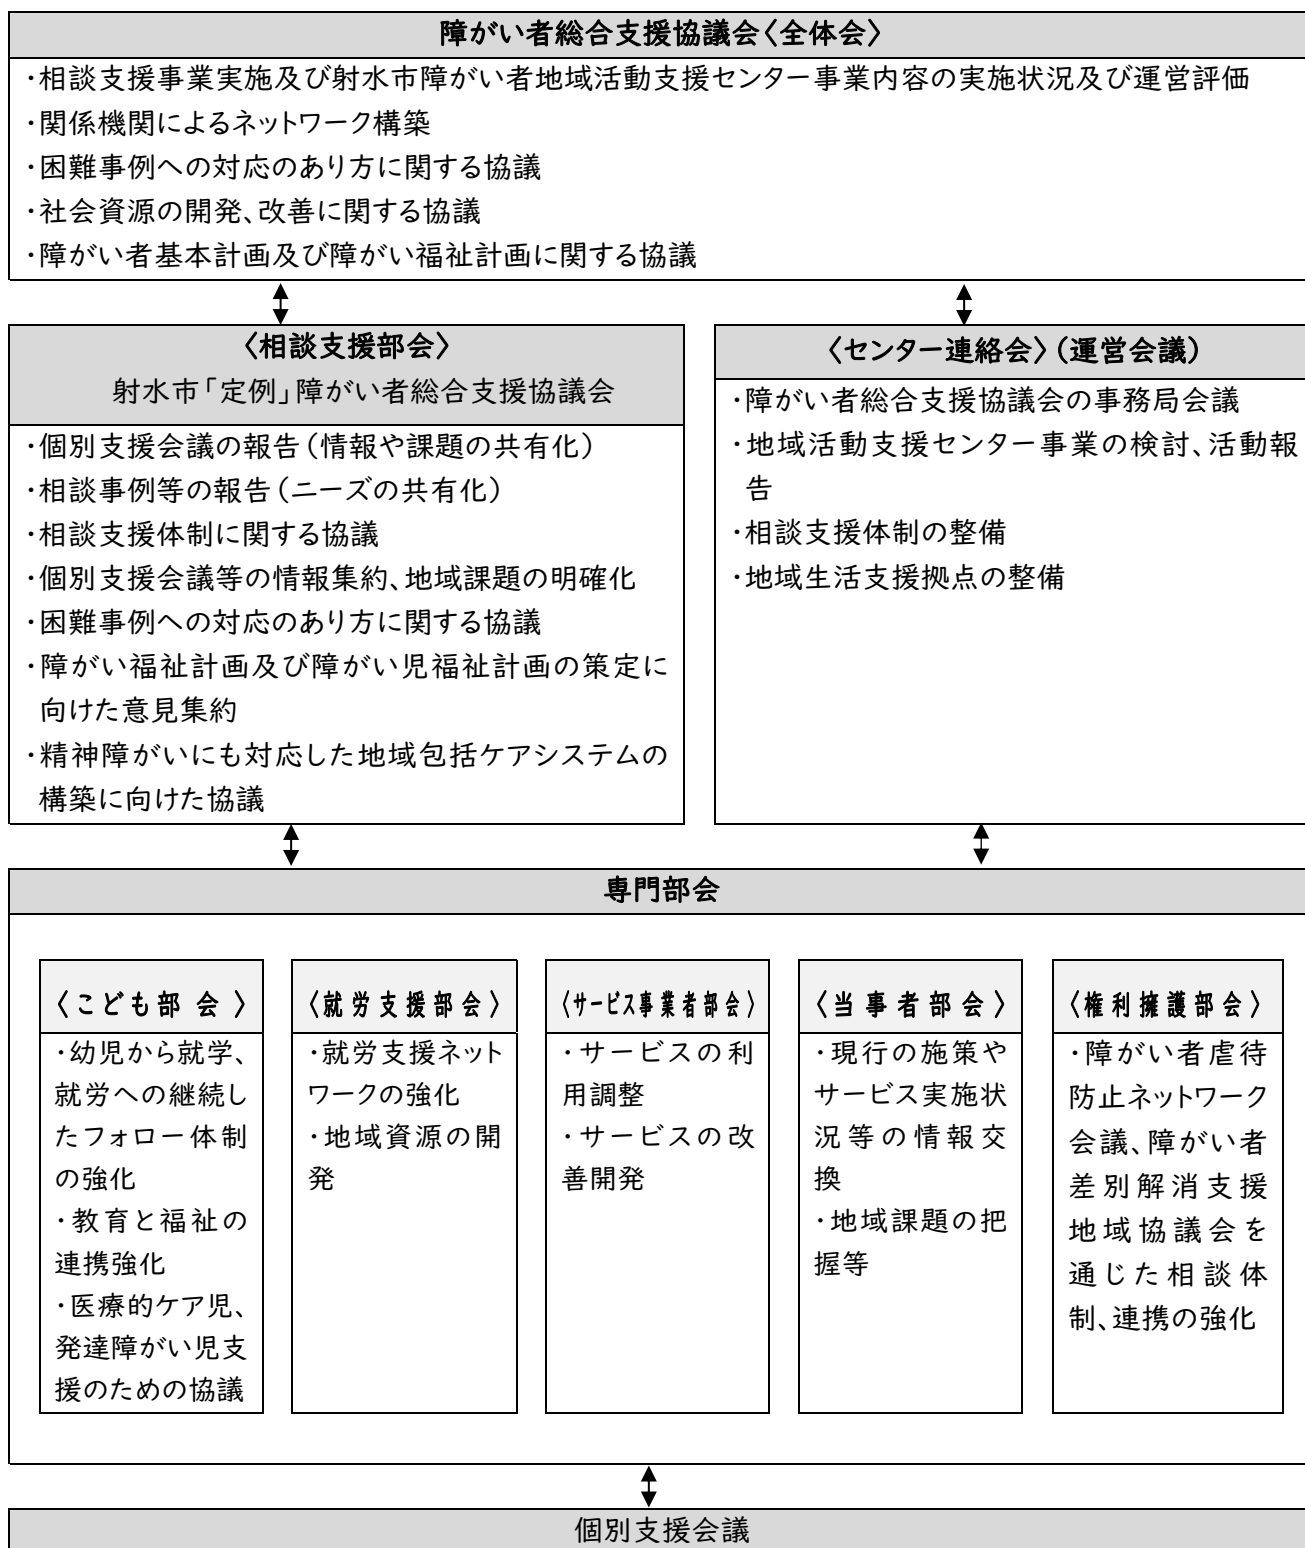 障がい者総合支援協議会〈全体会〉
・相談支援事業実施及び射水市障がい者地域活動支援センター事業内容の実施状況及び運営評価
・関係機関によるネットワーク構築
・困難事例への対応のあり方に関する協議
・社会資源の開発、改善に関する協議
・障がい者基本計画及び障がい福祉計画に関する協議
〈相談支援部会〉
射水市「定例」障がい者総合支援協議会
・個別支援会議の報告（情報や課題の共有化）
・相談事例等の報告（ニーズの共有化）
・相談支援体制に関する協議
・個別支援会議等の情報集約、地域課題の明確化
・困難事例への対応のあり方に関する協議
・障がい福祉計画及び障がい児福祉計画の策定に
向けた意見集約
・精神障がいにも対応した地域包括ケアシステムの
構築に向けた協議
〈センター連絡会〉（運営会議）
・障がい者総合支援協議会の事務局会議
・地域活動支援センター事業の検討、活動報
告
・相談支援体制の整備
・地域生活支援拠点の整備
専門部会
〈こども部会〉
・幼児から就学、
就労への継続し
たフォロー体制
の強化
・教育と福祉の
連携強化
・医療的ケア児、
発達障がい児支
援のための協議
〈就労支援部会〉
・就労支援ネット
ワークの強化
・地域資源の開
発
〈サービス事業者部会〉
・サービスの利
用調整
・サービスの改
善開発
〈当事者部会〉
・現行の施策や
サービス実施状
況等の情報交
換
・地域課題の把
握等
〈権利擁護部会〉
・障がい者虐待
防止ネットワーク
会議、障がい者
差別解消支援
地域協議会を
通じた相談体
制、連携の強化
個別支援会議